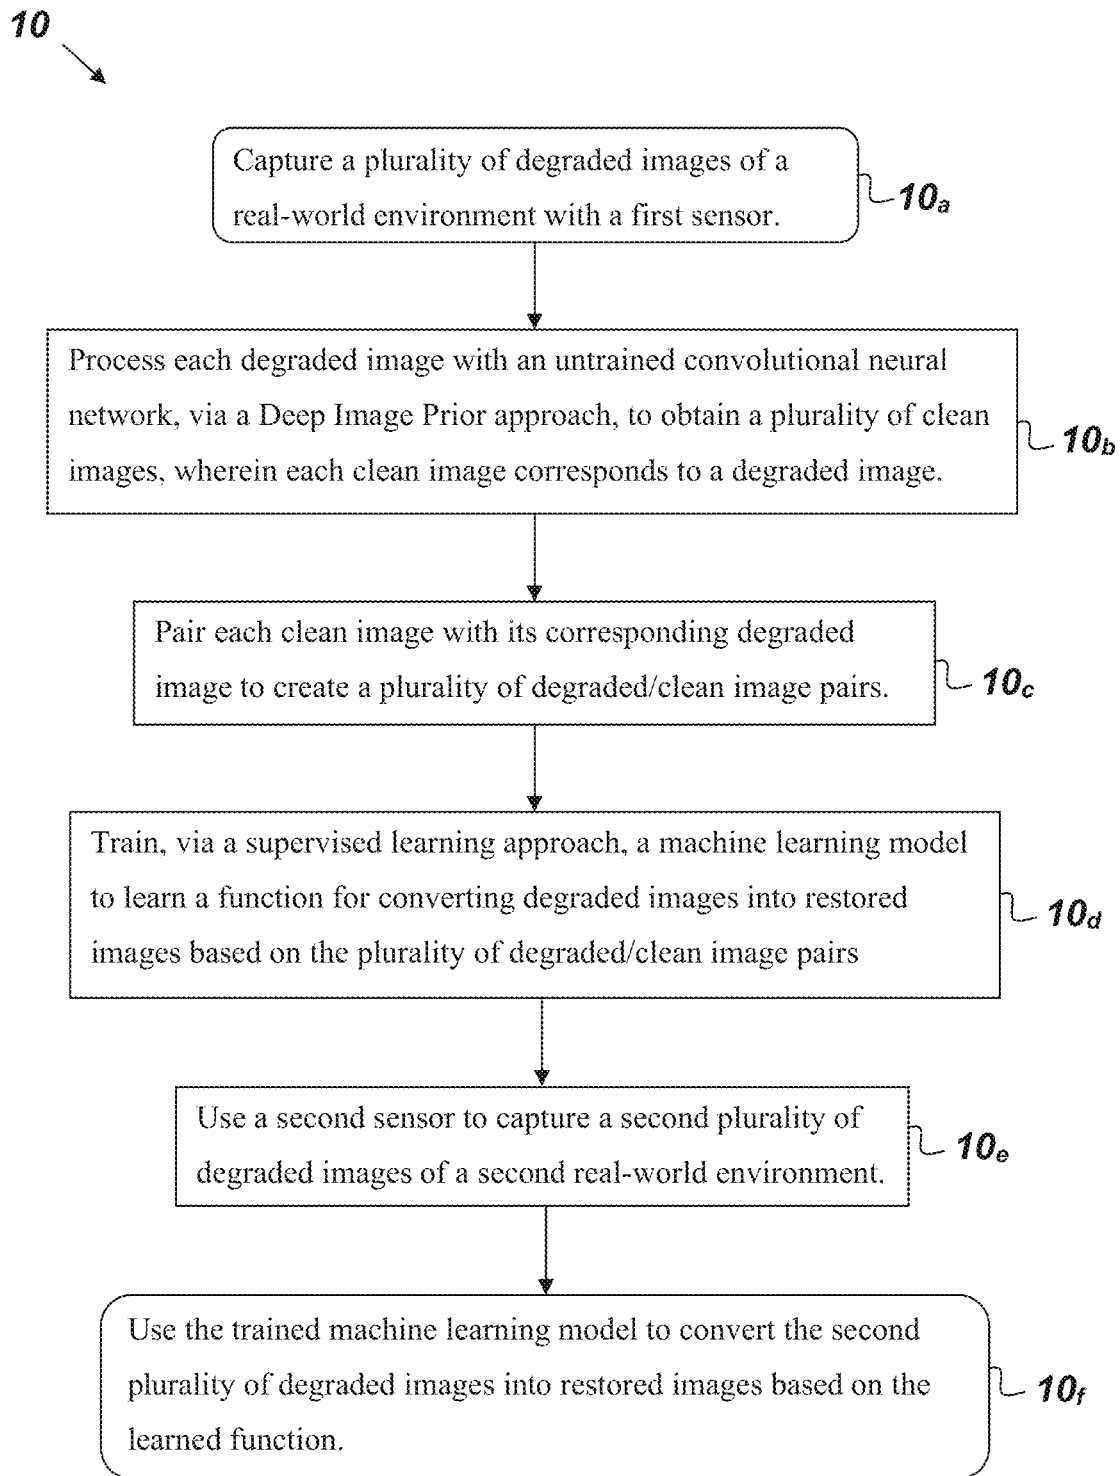 10
Capture a plurality of degraded images of a
real-world environment with a first sensor.
10a
Process each degraded image with an untrained convolutional neural
network, via a Deep Image Prior approach, to obtain a plurality of clean
images, wherein each clean image corresponds to a degraded image.
10b
Pair each clean image with its corresponding degraded
image to create a plurality of degraded/clean image pairs.
10c
Train, via a supervised learning approach, a machine learning model
to learn a function for converting degraded images into restored
images based on the plurality of degraded/clean image pairs
10d
Use a second sensor to capture a second plurality of
degraded images of a second real-world environment.
10e
Use the trained machine learning model to convert the second
plurality of degraded images into restored images based on the
learned function.
10f